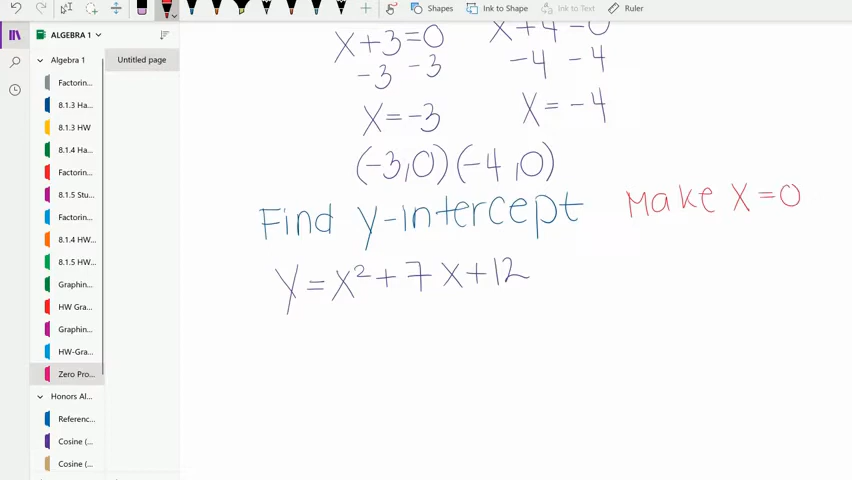 Shapes Ink to Shape Ink to Text Ruler
ALGEBRA 1
Algebra 1
Untitled page
Factorin...
8.1.3 Ha...
8.1.3 HW
8.1.4 Ha...
Factorin...
8.1.5 Stu...
Factorin...
8.1.4 HW...
8.1.5 HW...
Graphin...
HW Gra...
Graphin...
HW-Gra...
Zero Pro...
Honors Al...
Referenc...
Cosine (...
Cosine (...
x+3=0 x+4=0
-3 -3 -4 -4
x=-3 x=-4
(-3,0) (-4,0)
Find y-intercept Make x=0
y=x²+7x+12